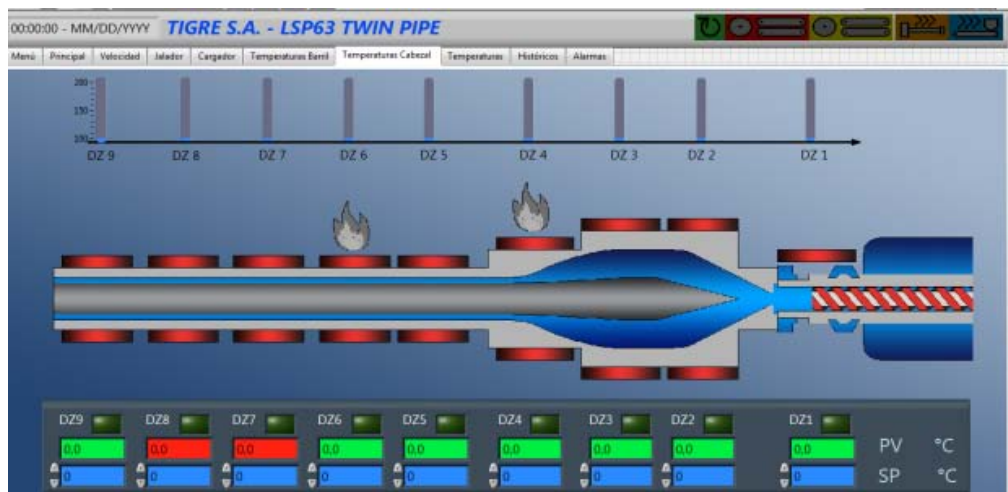 00:00:00 - MM/DD/YYYY TIGRE S.A. - LSP63 TWIN PIPE
Menú Principal Velocidad Jalador Cargador Temperaturas Barril Temperaturas Cabezal Temperaturas Históricos Alarmas
200
150
100
DZ 9 DZ 8 DZ 7 DZ 6 DZ 5 DZ 4 DZ 3 DZ 2 DZ 1
DZ9 DZ8 DZ7 DZ6 DZ5 DZ4 DZ3 DZ2 DZ1
0,0 0,0 0,0 0,0 0,0 0,0 0,0 0,0 0,0 PV °C
0 0 0 0 0 0 0 0 0 SP °C